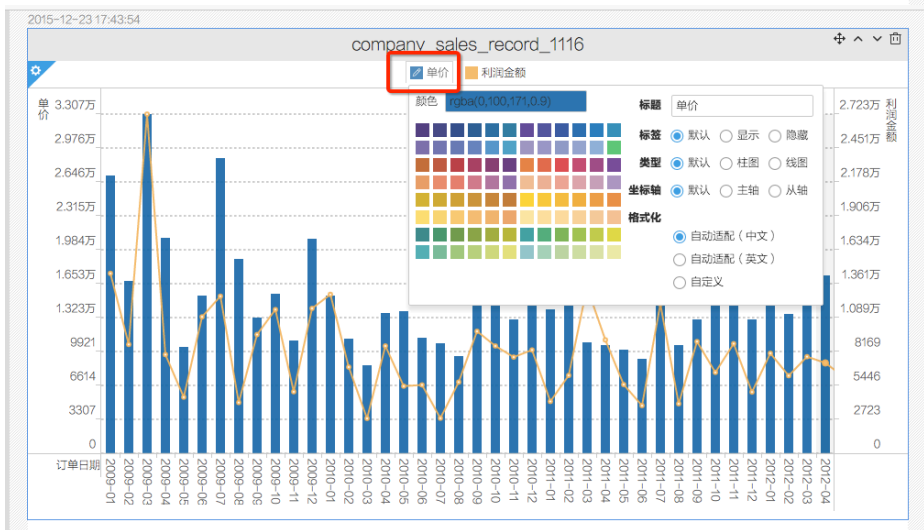 2015-12-23 17:43:54
company_sales_record_1116
单价 利润金额
颜色 rgba(0,100,171,0.9)
标题 单价
标签 默认 显示 隐藏
类型 默认 柱图 线图
坐标轴 默认 主轴 从轴
格式化
自动适配（中文）
自动适配（英文）
自定义
单价
3.307万
2.976万
2.646万
2.315万
1.984万
1.653万
1.323万
9921
6614
3307
0
利润金额
2.723万
2.451万
2.178万
1.906万
1.634万
1.361万
1.089万
8169
5446
2723
0
订单日期
2009-01
2009-02
2009-03
2009-04
2009-05
2009-06
2009-07
2009-08
2009-09
2009-10
2009-11
2009-12
2010-01
2010-02
2010-03
2010-04
2010-05
2010-06
2010-07
2010-08
2010-09
2010-10
2010-11
2010-12
2011-01
2011-02
2011-03
2011-04
2011-05
2011-06
2011-07
2011-08
2011-09
2011-10
2011-11
2011-12
2012-01
2012-02
2012-03
2012-04